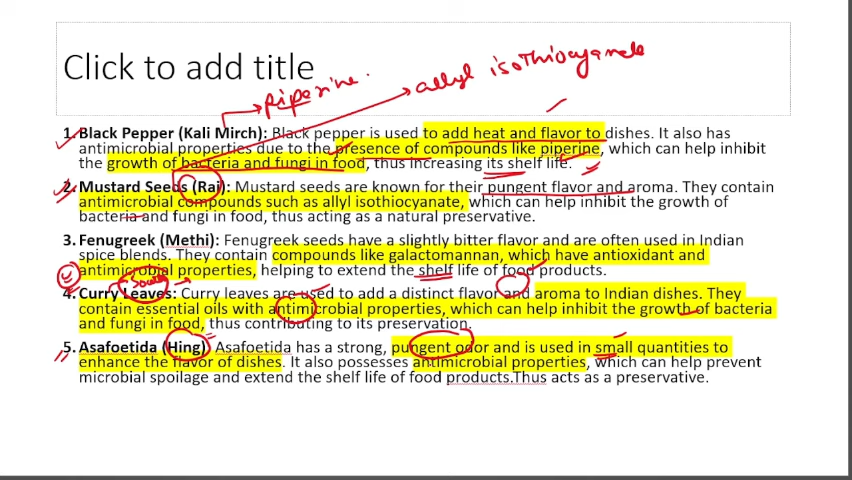 Click to add title
piperine.
allyl isothiocyanate
1. Black Pepper (Kali Mirch): Black pepper is used to add heat and flavor to dishes. It also has
antimicrobial properties due to the presence of compounds like piperine, which can help inhibit
the growth of bacteria and fungi in food, thus increasing its shelf life.
2. Mustard Seeds (Rai): Mustard seeds are known for their pungent flavor and aroma. They contain
antimicrobial compounds such as allyl isothiocyanate, which can help inhibit the growth of
bacteria and fungi in food, thus acting as a natural preservative.
3. Fenugreek (Methi): Fenugreek seeds have a slightly bitter flavor and are often used in Indian
spice blends. They contain compounds like galactomannan, which have antioxidant and
antimicrobial properties, helping to extend the shelf life of food products.
4. Curry Leaves: Curry leaves are used to add a distinct flavor and aroma to Indian dishes. They
contain essential oils with antimicrobial properties, which can help inhibit the growth of bacteria
and fungi in food, thus contributing to its preservation.
5. Asafoetida (Hing) Asafoetida has a strong, pungent odor and is used in small quantities to
enhance the flavor of dishes. It also possesses antimicrobial properties, which can help prevent
microbial spoilage and extend the shelf life of food products.Thus acts as a preservative.